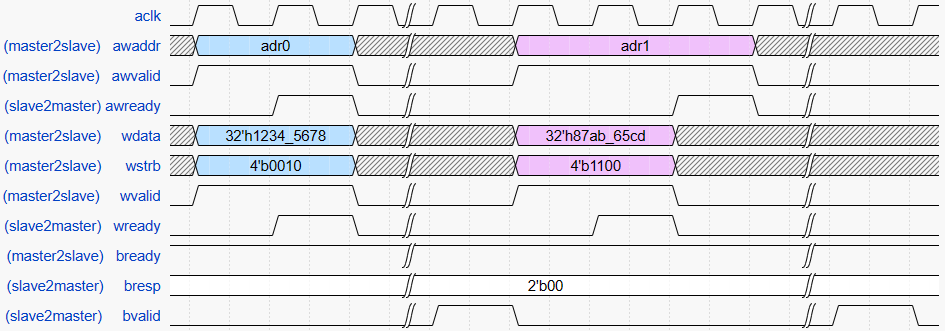 aclk
(master2slave) awaddr adr0 adr1
(master2slave) awvalid
(slave2master) awready
(master2slave) wdata 32'h1234_5678 32'h87ab_65cd
(master2slave) wstrb 4'b0010 4'b1100
(master2slave) wvalid
(slave2master) wready
(master2slave) bready
(slave2master) bresp 2'b00
(slave2master) bvalid